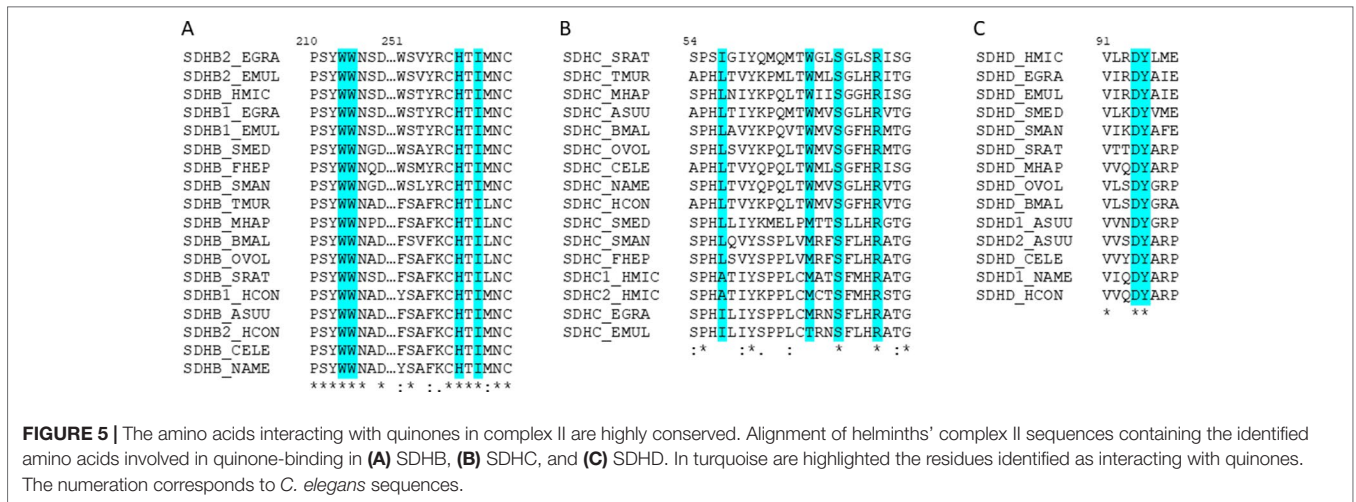 A
210 251
SDHB2_EGRA PSYWWNSD…WSVYRCHTIMNC
SDHB2_EMUL PSYWWNSD…WSVYRCHTIMNC
SDHB_HMIC PSYWWNSD…WSTYRCHTIMNC
SDHB1_EGRA PSYWWNSD…WSTYRCHTIMNC
SDHB1_EMUL PSYWWNSD…WSTYRCHTIMNC
SDHB_SMED PSYWWNGD…WSAYRCHTIMNC
SDHB_FHEP PSYWWNQD…WSMYRCHTIMNC
SDHB_SMAN PSYWWNGD…WSLYRCHTIMNC
SDHB_TMUR PSYWWNAD…FSAFRCHTILNC
SDHB_MHAP PSYWWNPD…WSAFKCHTILNC
SDHB_BMAL PSYWWNAD…FSVFKCHTILNC
SDHB_OVOL PSYWWNAD…FSAFKCHTILNC
SDHB_SRAT PSYWWNSD…WSAFKCHTILNC
SDHB1_HCON PSYWWNAD…YSAFKCHTIMNC
SDHB_ASUU PSYWWNAD…WSAFKCHTIMNC
SDHB2_HCON PSYWWNAD…FSAFKCHTIMNC
SDHB_CELE PSYWWNAD…FSAFKCHTIMNC
SDHB_NAME PSYWWNAD…YSAFKCHTIMNC
****** * :* :.*****:**
B
54
SDHC_SRAT SPSIGIYQMQMTWGLSGLSRISG
SDHC_TMUR APHLTVYKPMLTWMLSGLHRITG
SDHC_MHAP SPHLNIYKPQLTWIISGGHRISG
SDHC_ASUU APHLTIYKPQMTWMVSGLHRVTG
SDHC_BMAL SPHLAVYKPQVTWMVSGFHRMTG
SDHC_OVOL SPHLSVYKPQLTWMVSGFHRMTG
SDHC_CELE APHLTVYQPQLTWMLSGFHRISG
SDHC_NAME SPHLTVYQPQLTWMVSGLHRVTG
SDHC_HCON APHLTVYKPQLTWMVSGFHRVTG
SDHC_SMED SPHLLIYKMELPMTTSLLHRGTG
SDHC_SMAN SPHLQVYSSPLVMRFSFLHRATG
SDHC_FHEP SPHLSVYSSPLVMRFSFLHRATG
SDHC1_HMIC SPHATIYSPPLCMATSFMHRATG
SDHC2_HMIC SPHATIYKPPLCMCTSFMHRSTG
SDHC_EGRA SPHILIYSPPLCMRNSFLHRATG
SDHC_EMUL SPHILIYSPPLCTRNSFLHRATG
:* :*. : * * :*
C
91
SDHD_HMIC VLRDYLME
SDHD_EGRA VIRDYAIE
SDHD_EMUL VIRDYAIE
SDHD_SMED VLKDYVME
SDHD_SMAN VIKDYAFE
SDHD_SRAT VTTDYARP
SDHD_MHAP VVQDYARP
SDHD_OVOL VLSDYGRP
SDHD_BMAL VLSDYGRA
SDHD1_ASUU VVNDYGRP
SDHD2_ASUU VVSDYARP
SDHD_CELE VVYDYARP
SDHD1_NAME VIQDYARP
SDHD_HCON VVQDYARP
* **
FIGURE 5 | The amino acids interacting with quinones in complex II are highly conserved. Alignment of helminths' complex II sequences containing the identified
amino acids involved in quinone-binding in (A) SDHB, (B) SDHC, and (C) SDHD. In turquoise are highlighted the residues identified as interacting with quinones.
The numeration corresponds to C. elegans sequences.